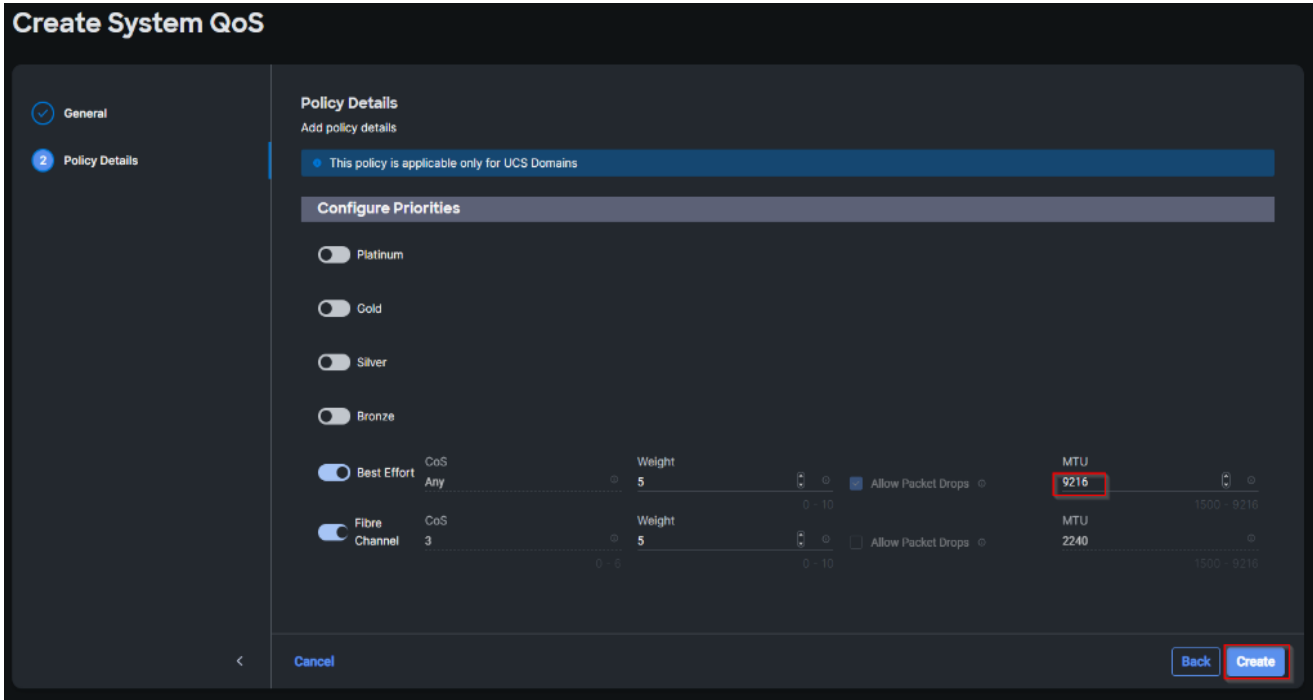 Create System QoS
General
2 Policy Details
Policy Details
Add policy details
This policy is applicable only for UCS Domains
Configure Priorities
Platinum
Gold
Silver
Bronze
Best Effort
CoS
Any
Weight
5
0 - 10
Allow Packet Drops
MTU
9216
1500 - 9216
Fibre
Channel
CoS
3
0 - 6
Weight
5
0 - 10
Allow Packet Drops
MTU
2240
1500 - 9216
Cancel
Back
Create